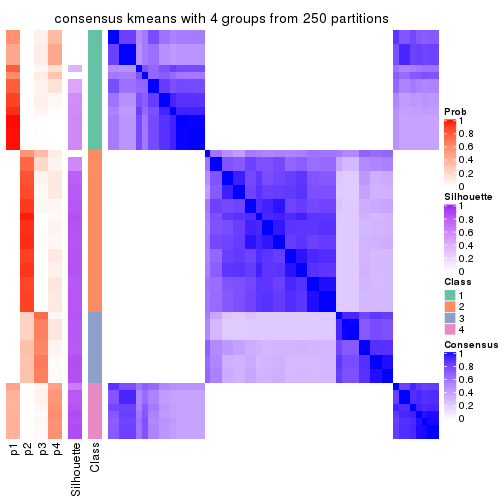 consensus kmeans with 4 groups from 250 partitions
Prob
1
0.8
0.6
0.4
0.2
0
Silhouette
1
0.8
0.6
0.4
0.2
0
Class
1
2
3
4
Consensus
1
0.8
0.6
0.4
0.2
0
p1
p2
p3
p4
Silhouette
Class